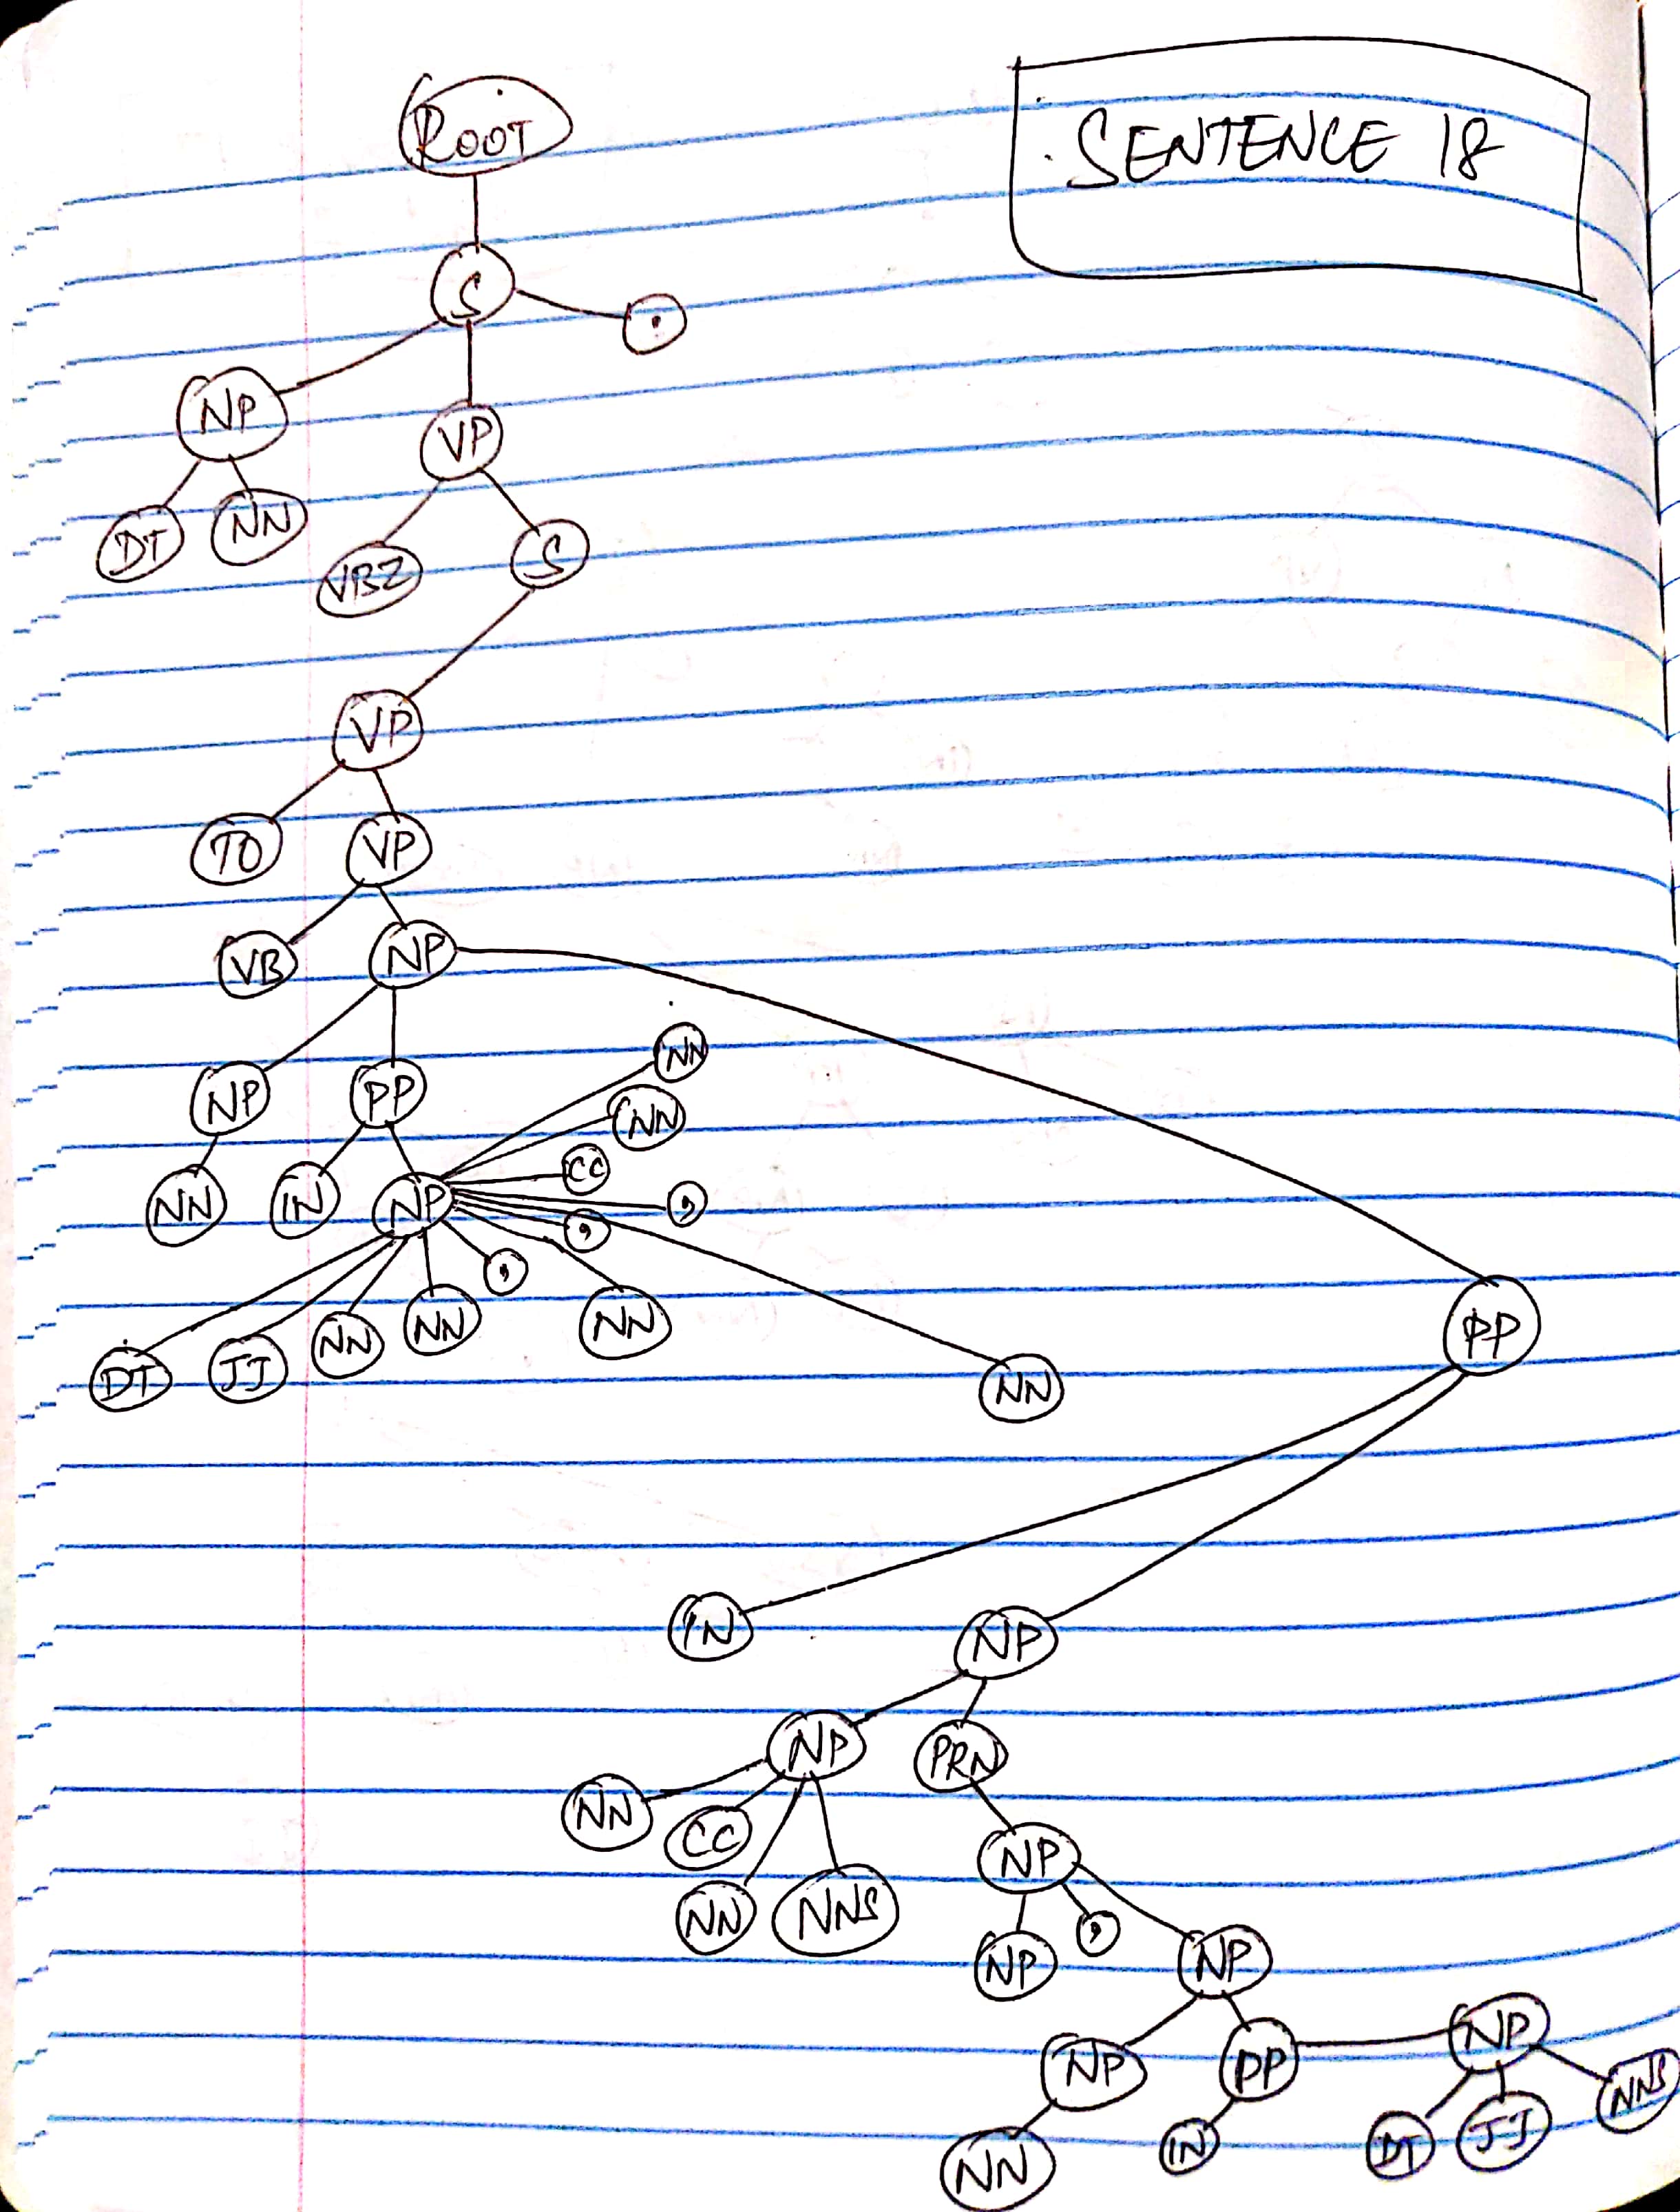 ROOT
SENTENCE 18
S
.
NP
VP
DT
NN
VBZ
S
VP
TO
VP
VB
NP
NP
PP
NN
NN
CC
NN
IN
NP
,
,
,
DT
JJ
NN
NN
NN
NN
PP
IN
NP
NP
PRN
NN
CC
NN
NNS
NP
NP
,
NP
NP
PP
NP
NN
IN
DT
JJ
NNS